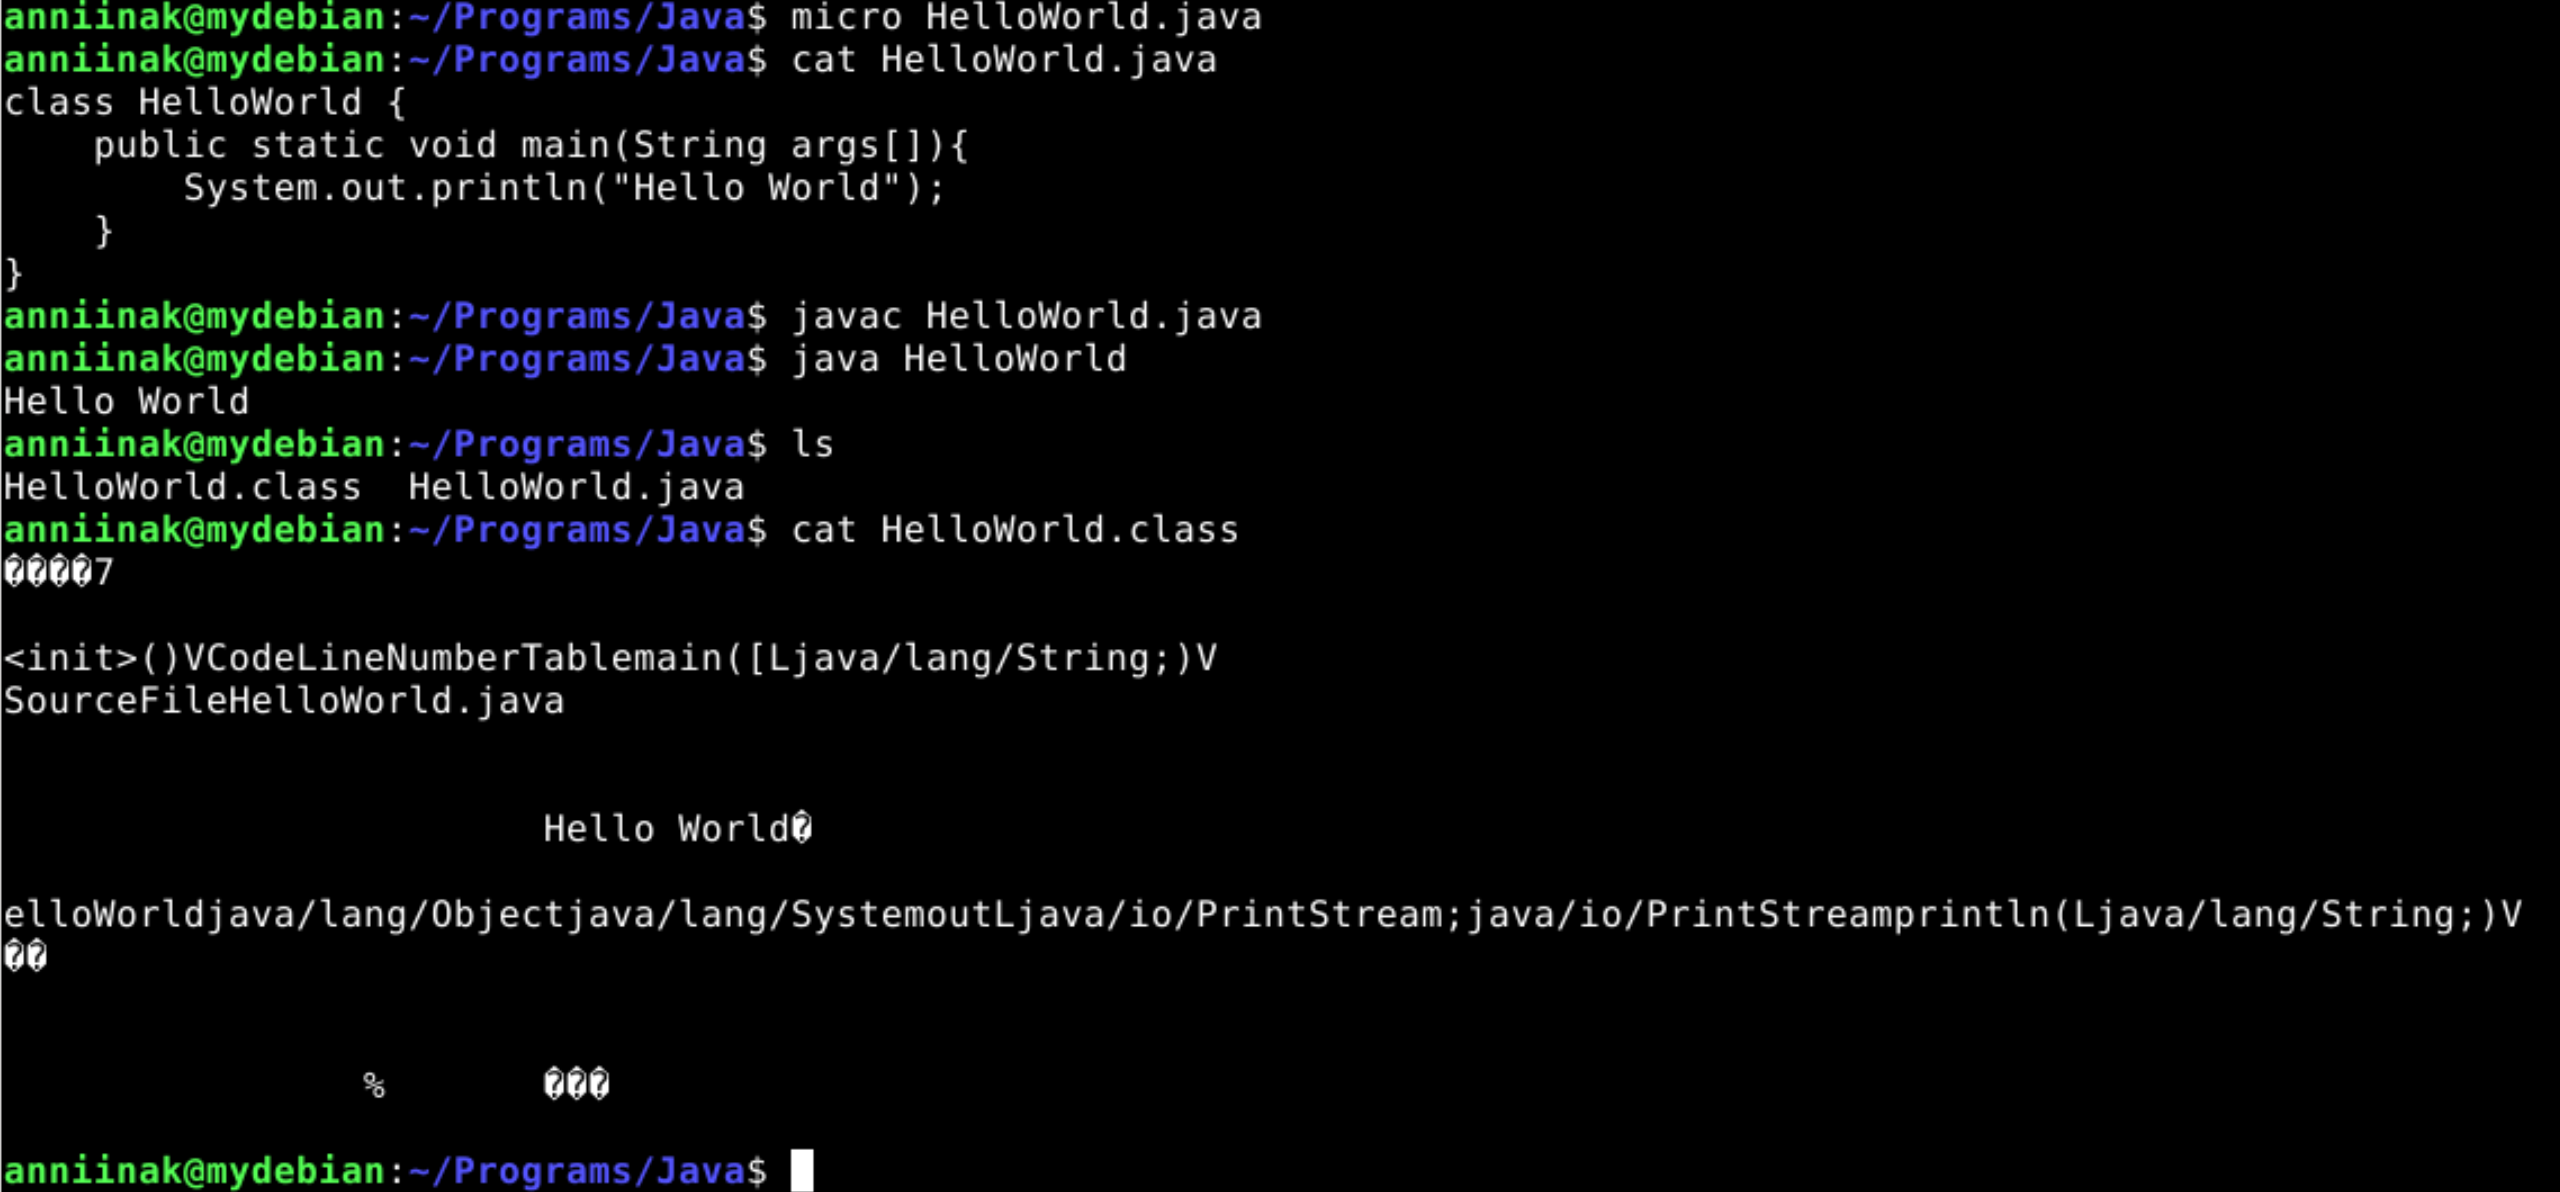 anniinak@mydebian:~/Programs/Java$ micro HelloWorld.java
anniinak@mydebian:~/Programs/Java$ cat HelloWorld.java
class HelloWorld {
    public static void main(String args[]){
        System.out.println("Hello World");
    }
}
anniinak@mydebian:~/Programs/Java$ javac HelloWorld.java
anniinak@mydebian:~/Programs/Java$ java HelloWorld
Hello World
anniinak@mydebian:~/Programs/Java$ ls
HelloWorld.class  HelloWorld.java
anniinak@mydebian:~/Programs/Java$ cat HelloWorld.class
����7
<init>()VCodeLineNumberTablemain([Ljava/lang/String;)V
SourceFileHelloWorld.java
                        Hello World�
elloWorldjava/lang/Objectjava/lang/SystemoutLjava/io/PrintStream;java/io/PrintStreamprintln(Ljava/lang/String;)V
��
                %       ���
anniinak@mydebian:~/Programs/Java$